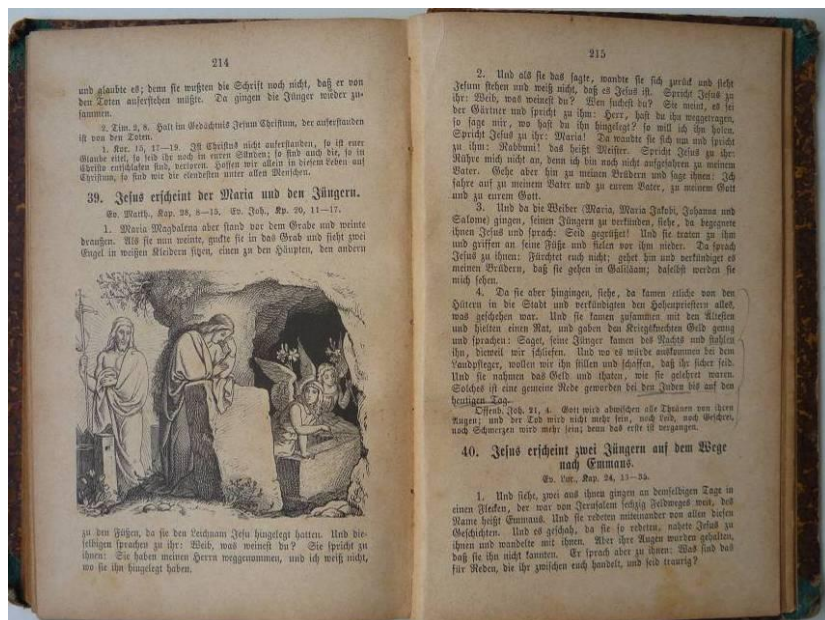 214
und glaubte es; denn sie wußten die Schrift noch nicht, daß er von
den Toten auferstehen müßte. Da gingen die Jünger wieder zu-
sammen.
2. Tim. 2, 8. Halt im Gedächtnis Jesum Christum, der auferstanden
ist von den Toten.
1. Kor. 15, 17—19. Ist Christus nicht auferstanden, so ist euer
Glaube eitel, so seid ihr noch in euren Sünden; so sind auch die, so in
Christo entschlafen sind, verloren. Hoffen wir allein in diesem Leben auf
Christum, so sind wir die elendesten unter allen Menschen.
39. Jesus erscheint der Maria und den Jüngern.
Ev. Matth., Kap. 28, 8—15. Ev. Joh., Kp. 20, 11—17.
1. Maria Magdalena aber stand vor dem Grabe und weinte
draußen. Als sie nun weinte, guckte sie in das Grab und sieht zwei
Engel in weißen Kleidern sitzen, einen zu den Häupten, den andern
zu den Füßen, da sie den Leichnam Jesu hingelegt hatten. Und die-
selbigen sprachen zu ihr: Weib, was weinest du? Sie spricht zu
ihnen: Sie haben meinen Herrn weggenommen, und ich weiß nicht,
wo sie ihn hingelegt haben.
215
2. Und als sie das sagte, wandte sie sich zurück und sieht
Jesum stehen und weiß nicht, daß es Jesus ist. Spricht Jesus zu
ihr: Weib, was weinest du? Wen suchest du? Sie meint, es sei
der Gärtner und spricht zu ihm: Herr, hast du ihn weggetragen,
so sage mir, wo hast du ihn hingelegt? so will ich ihn holen.
Spricht Jesus zu ihr: Maria! Da wandte sie sich um und spricht
zu ihm: Rabbuni! das heißt Meister. Spricht Jesus zu ihr:
Rühre mich nicht an, denn ich bin noch nicht aufgefahren zu meinem
Vater. Gehe aber hin zu meinen Brüdern und sage ihnen: Ich
fahre auf zu meinem Vater und zu eurem Vater, zu meinem Gott
und zu eurem Gott.
3. Und da die Weiber (Maria, Maria Jakobi, Johanna und
Salome) gingen, seinen Jüngern zu verkünden, siehe, da begegnete
ihnen Jesus und sprach: Seid gegrüßet! Und sie traten zu ihm
und griffen an seine Füße und fielen vor ihm nieder. Da sprach
Jesus zu ihnen: Fürchtet euch nicht; gehet hin und verkündiget es
meinen Brüdern, daß sie gehen in Galiläam; daselbst werden sie
mich sehen.
4. Da sie aber hingingen, siehe, da kamen etliche von den
Hütern in die Stadt und verkündigten den Hohenpriestern alles,
was geschehen war. Und sie kamen zusammen mit den Ältesten
und hielten einen Rat, und gaben den Kriegsknechten Geld genug
und sprachen: Saget, seine Jünger kamen des Nachts und stahlen
ihn, dieweil wir schliefen. Und wo es würde auskommen bei dem
Landpfleger, wollen wir ihn stillen und schaffen, daß ihr sicher seid.
Und sie nahmen das Geld und thaten, wie sie gelehret waren.
Solches ist eine gemeine Rede geworden bei den Juden bis auf den
heutigen Tag.
Offenb. Joh. 21, 4. Gott wird abwischen alle Thränen von ihren
Augen; und der Tod wird nicht mehr sein, noch Leid, noch Geschrei,
noch Schmerzen wird mehr sein; denn das erste ist vergangen.
40. Jesus erscheint zwei Jüngern auf dem Wege
nach Emmaus.
Ev. Luc., Kap. 24, 13—35.
1. Und siehe, zwei aus ihnen gingen an demselbigen Tage in
einen Flecken, der war von Jerusalem sechzig Feldweges weit, des
Name heißt Emmaus. Und sie redeten miteinander von allen diesen
Geschichten. Und es geschah, da sie so redeten, nahete Jesus zu
ihnen und wandelte mit ihnen. Aber ihre Augen wurden gehalten,
daß sie ihn nicht kannten. Er sprach aber zu ihnen: Was sind das
für Reden, die ihr zwischen euch handelt, und seid traurig?